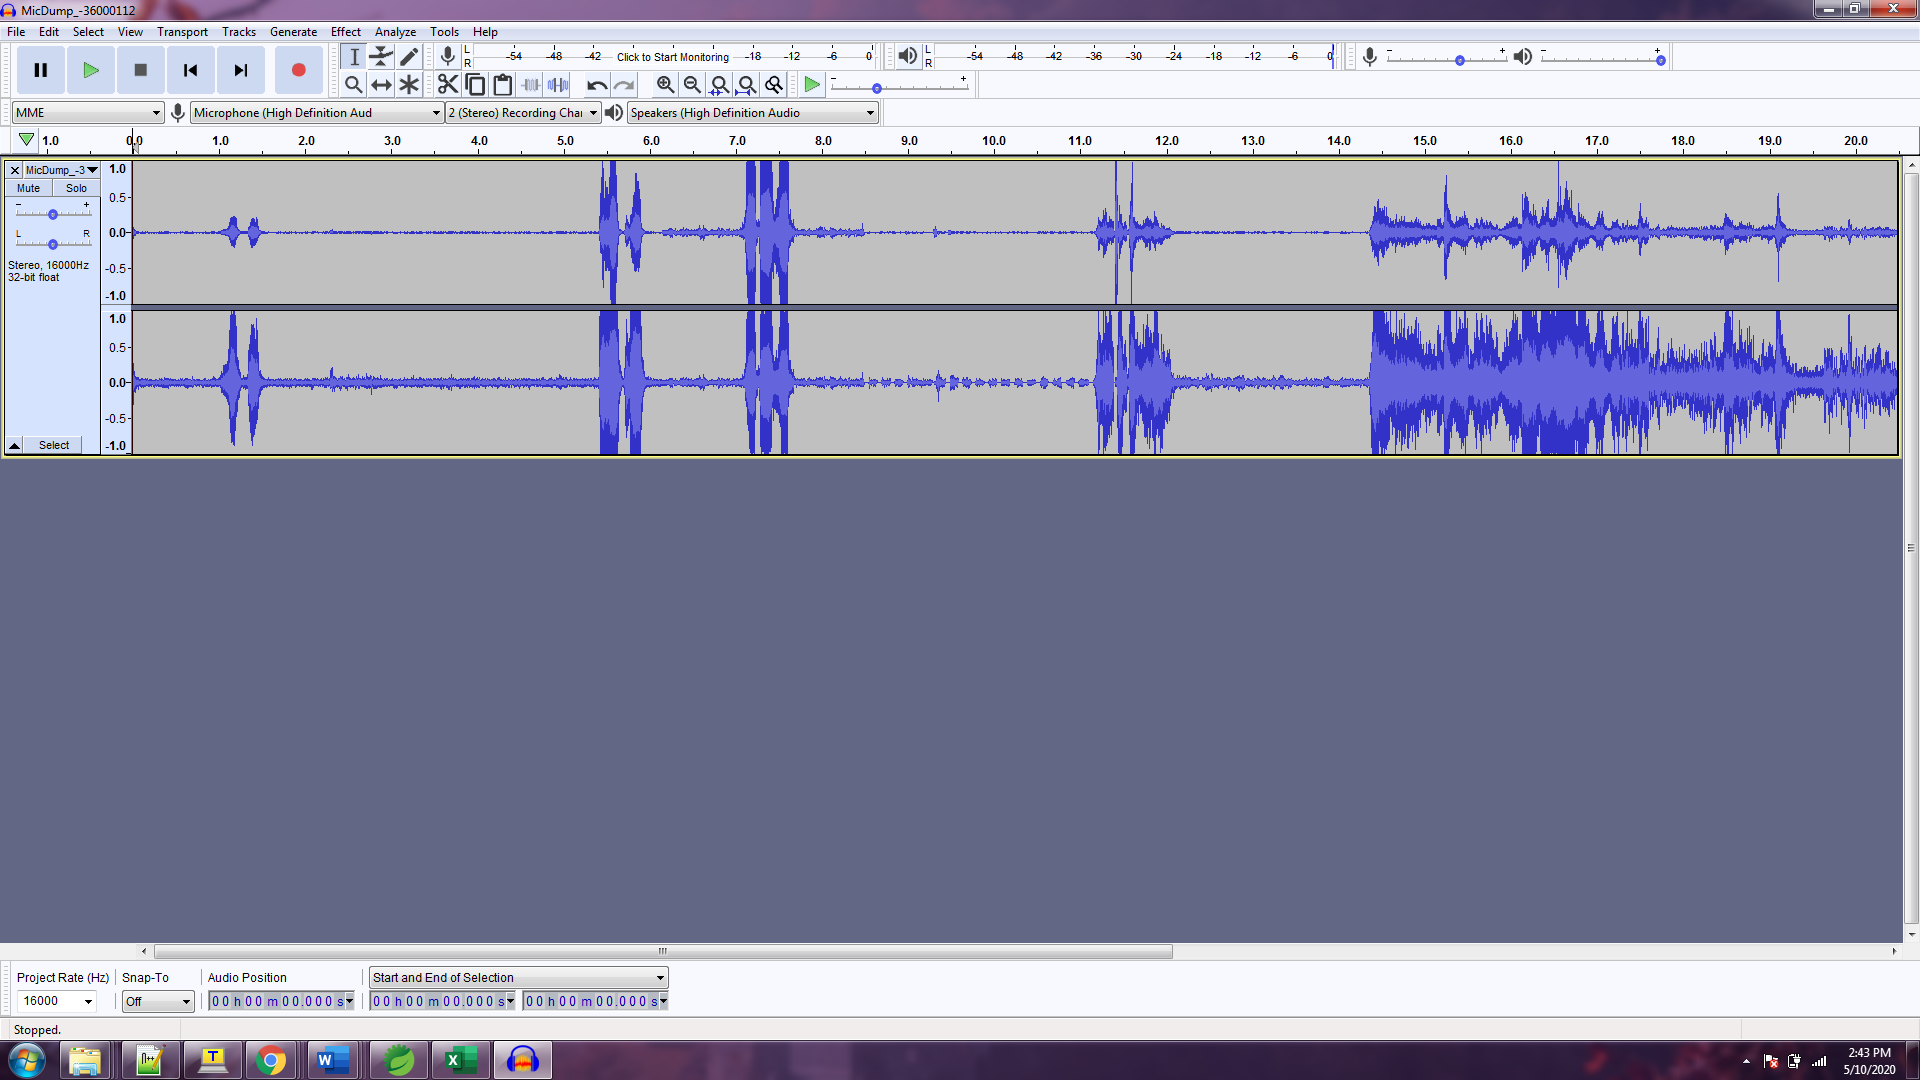 MicDump_-36000112
File Edit Select View Transport Tracks Generate Effect Analyze Tools Help
L R -54 -48 -42 Click to Start Monitoring -18 -12 -6 0
L R -54 -48 -42 -36 -30 -24 -18 -12 -6 0
- +
- +
- +
MME Microphone (High Definition Aud 2 (Stereo) Recording Chai Speakers (High Definition Audio
1.0 0.0 1.0 2.0 3.0 4.0 5.0 6.0 7.0 8.0 9.0 10.0 11.0 12.0 13.0 14.0 15.0 16.0 17.0 18.0 19.0 20.0
MicDump_-3
Mute Solo
- +
L R
Stereo, 16000Hz
32-bit float
Select
1.0
0.5
0.0
-0.5
-1.0
1.0
0.5
0.0
-0.5
-1.0
Project Rate (Hz) Snap-To Audio Position Start and End of Selection
16000 Off 00 h 00 m 00.000 s 00 h 00 m 00.000 s 00 h 00 m 00.000 s
Stopped.
2:43 PM
5/10/2020